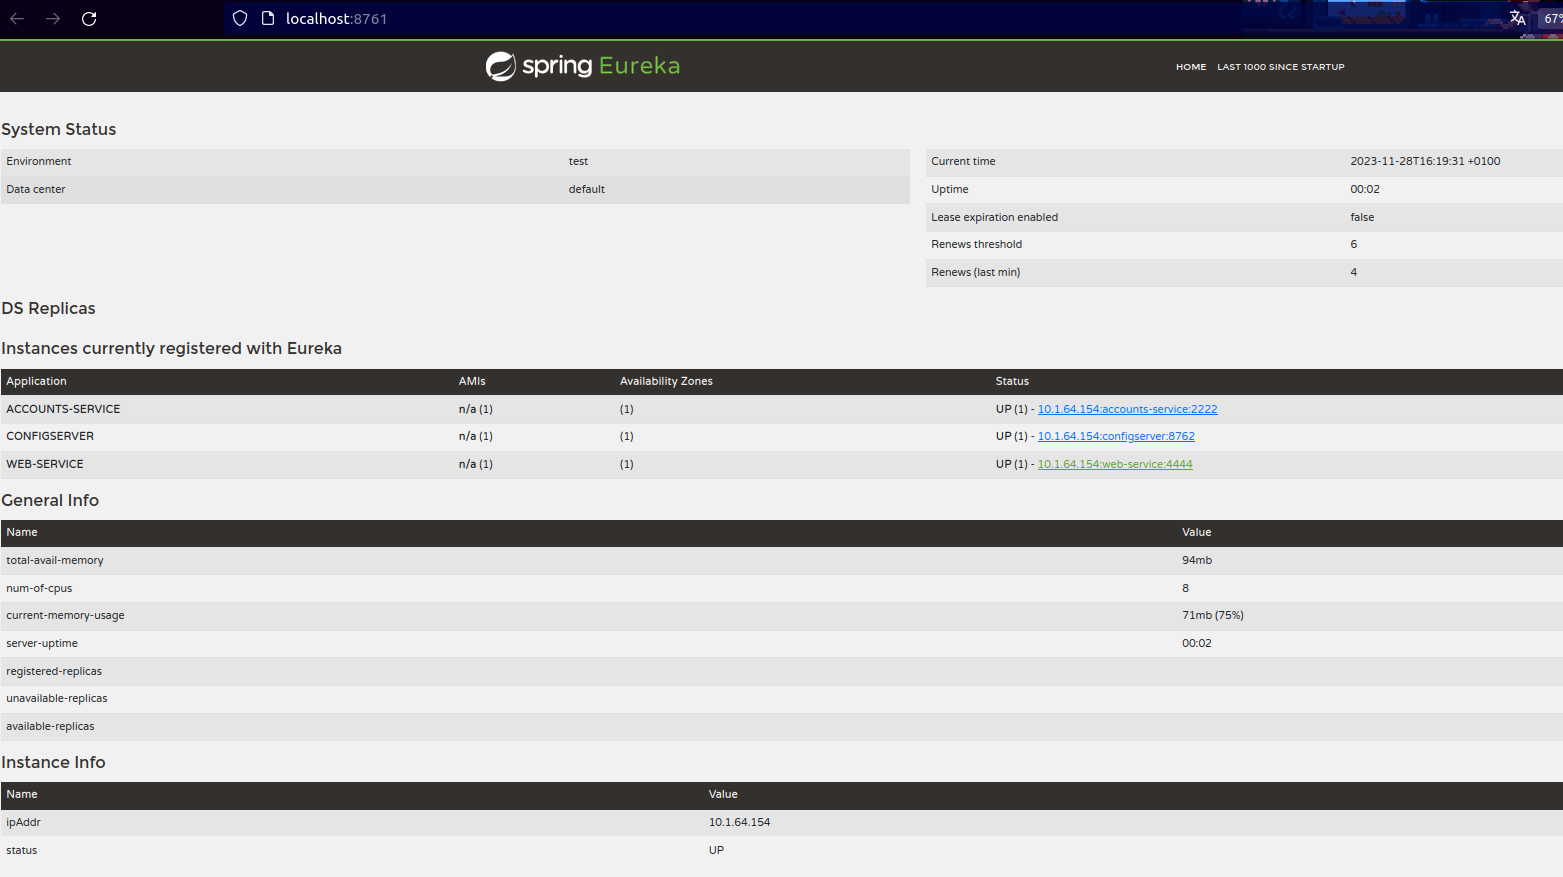 localhost:8761
67%
spring Eureka
HOME LAST 1000 SINCE STARTUP
System Status
Environment test
Data center default
Current time 2023-11-28T16:19:31 +0100
Uptime 00:02
Lease expiration enabled false
Renews threshold 6
Renews (last min) 4
DS Replicas
Instances currently registered with Eureka
Application AMIs Availability Zones Status
ACCOUNTS-SERVICE n/a (1) (1) UP (1) - 10.1.64.154:accounts-service:2222
CONFIGSERVER n/a (1) (1) UP (1) - 10.1.64.154:configserver:8762
WEB-SERVICE n/a (1) (1) UP (1) - 10.1.64.154:web-service:4444
General Info
Name Value
total-avail-memory 94mb
num-of-cpus 8
current-memory-usage 71mb (75%)
server-uptime 00:02
registered-replicas
unavailable-replicas
available-replicas
Instance Info
Name Value
ipAddr 10.1.64.154
status UP